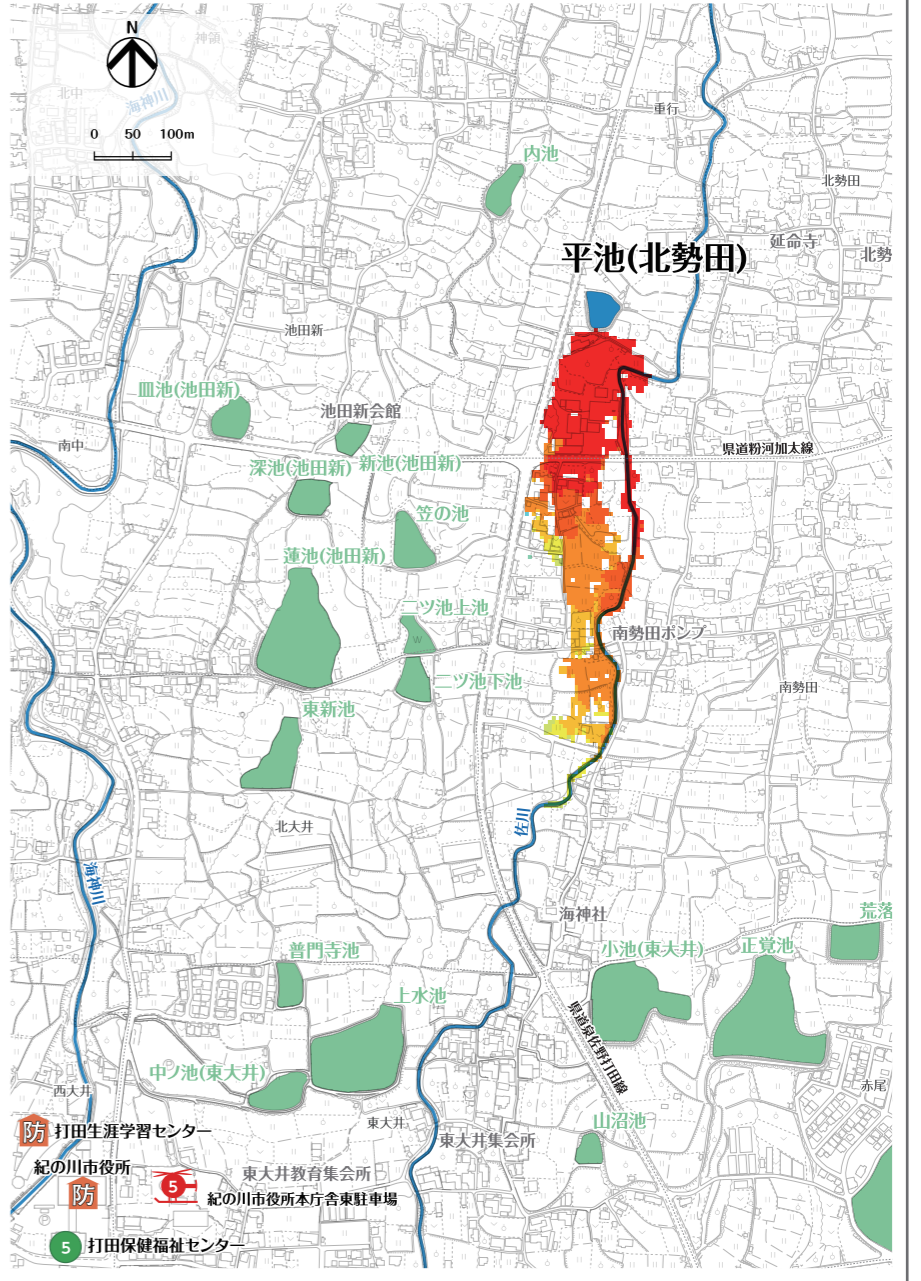 N
神領
北中
海神川
0 50 100m
重行
内池
北勢田
延命寺
北勢
平池(北勢田)
池田新
皿池(池田新)
池田新会館
南中
県道粉河加太線
深池(池田新)
新池(池田新)
笠の池
蓮池(池田新)
二ツ池上池
W
南勢田ポンプ
二ツ池下池
南勢田
東新池
北大井
佐川
海神川
海神社
荒落
普門寺池
小池(東大井)
正覚池
上水池
県道泉佐野打田線
中ノ池(東大井)
西大井
赤尾
東大井
山沼池
防 打田生涯学習センター
東大井集会所
紀の川市役所
防
東大井教育集会所
5
紀の川市役所本庁舎東駐車場
5 打田保健福祉センター